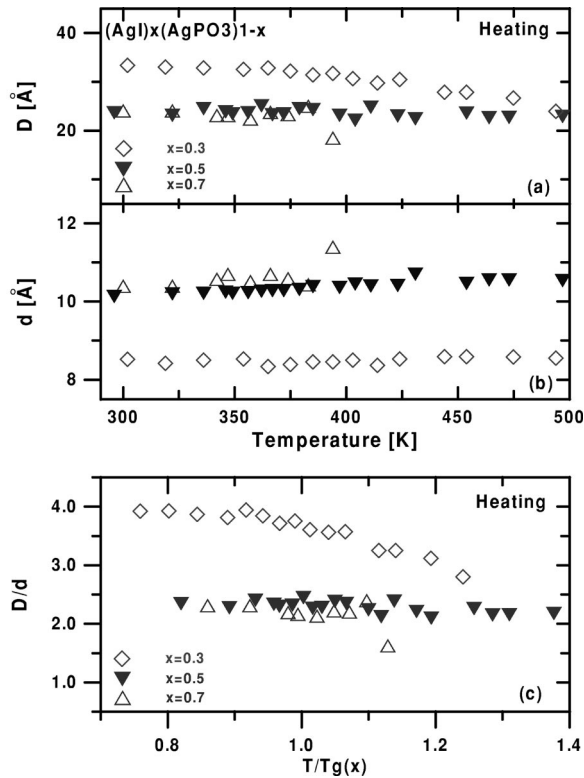 (AgI)x(AgPO3)1-x Heating
40
20
D [Å]
x=0.3
x=0.5
x=0.7
(a)
12
10
8
d [Å]
(b)
300 350 400 450 500
Temperature [K]
Heating
4.0
3.0
2.0
1.0
D/d
x=0.3
x=0.5
x=0.7
(c)
0.8 1.0 1.2 1.4
T/Tg(x)